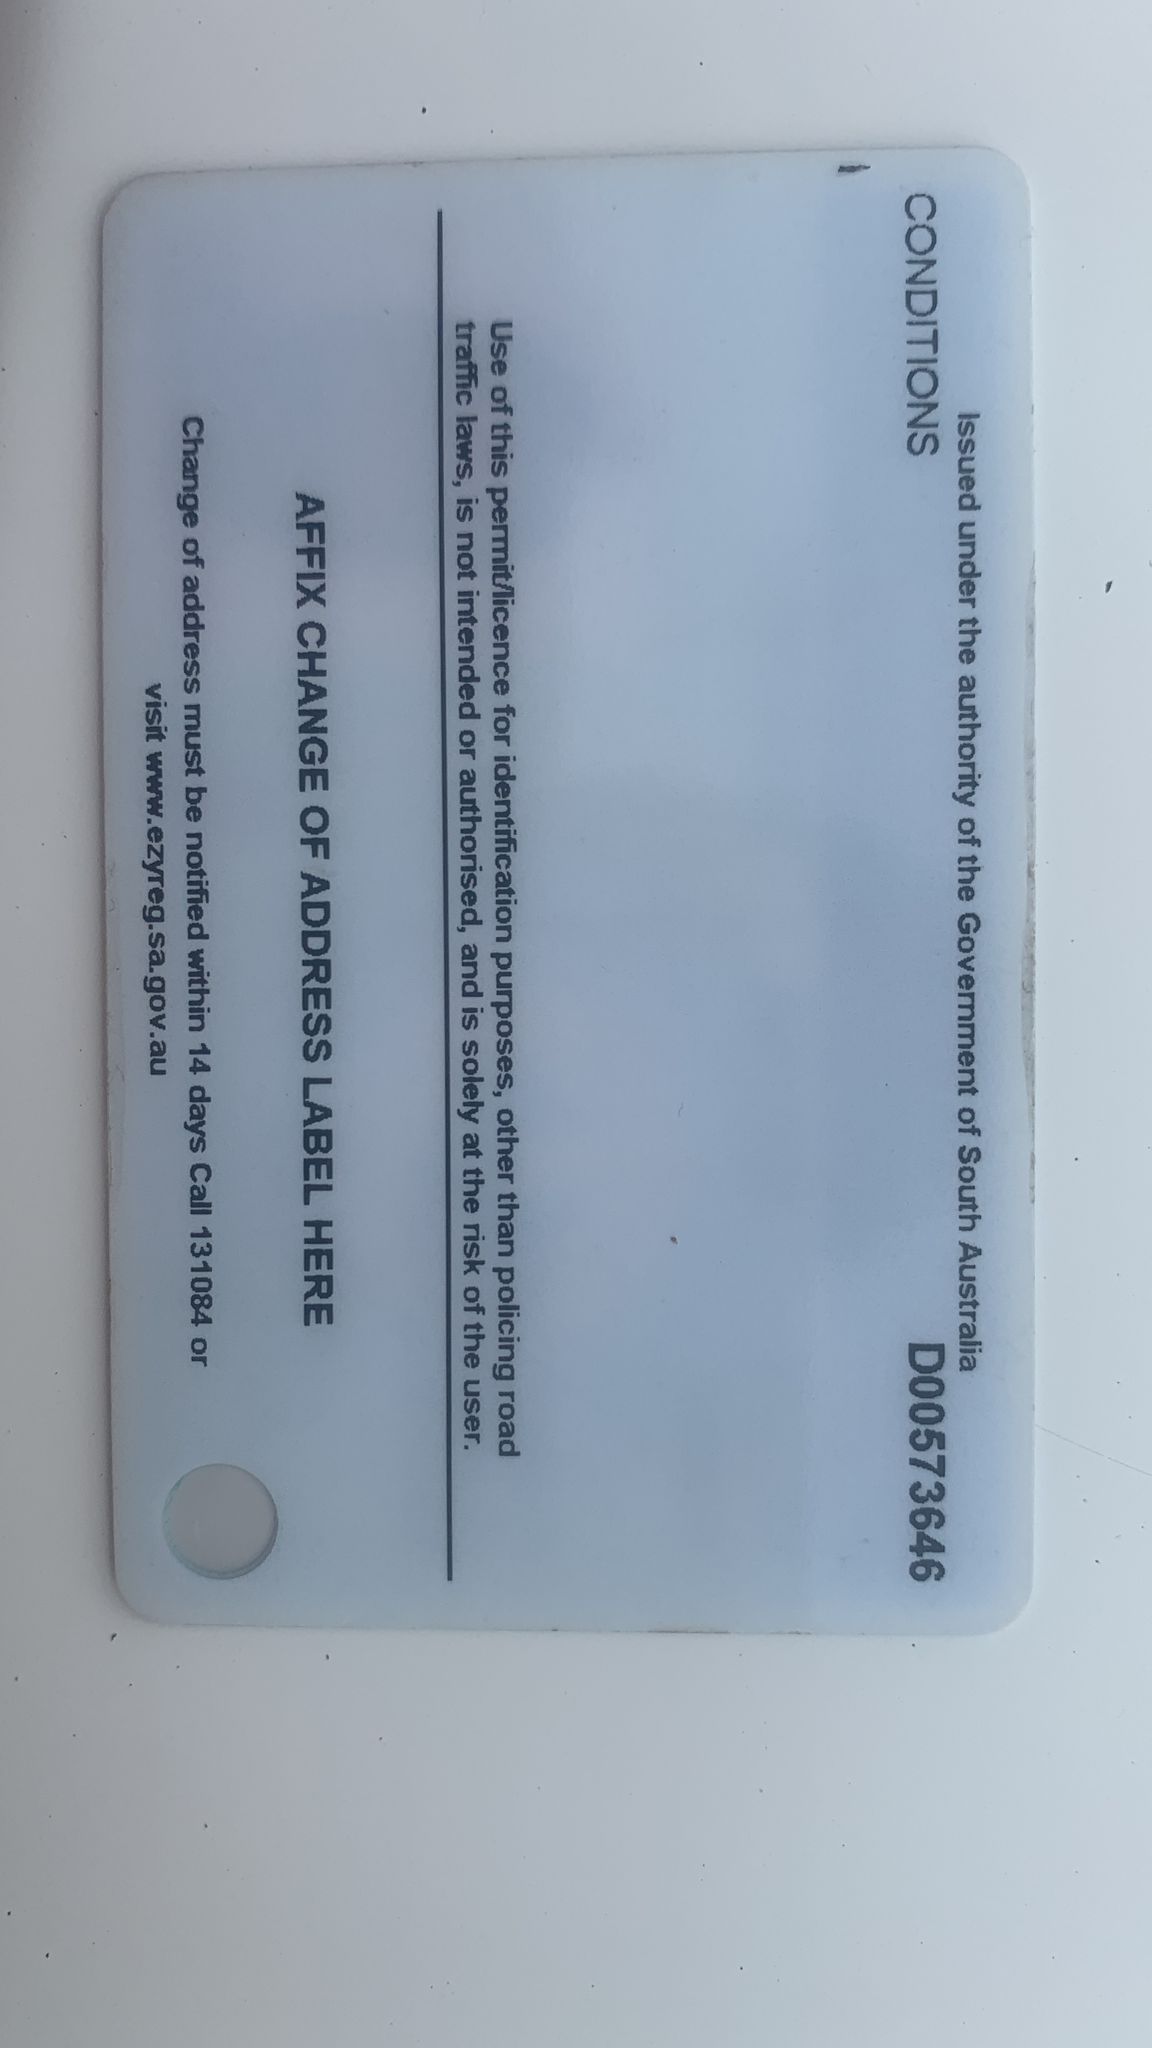 Issued under the authority of the Government of South Australia
CONDITIONS D00573646
Use of this permit/licence for identification purposes, other than policing road
traffic laws, is not intended or authorised, and is solely at the risk of the user.
AFFIX CHANGE OF ADDRESS LABEL HERE
Change of address must be notified within 14 days Call 131084 or
visit www.ezyreg.sa.gov.au